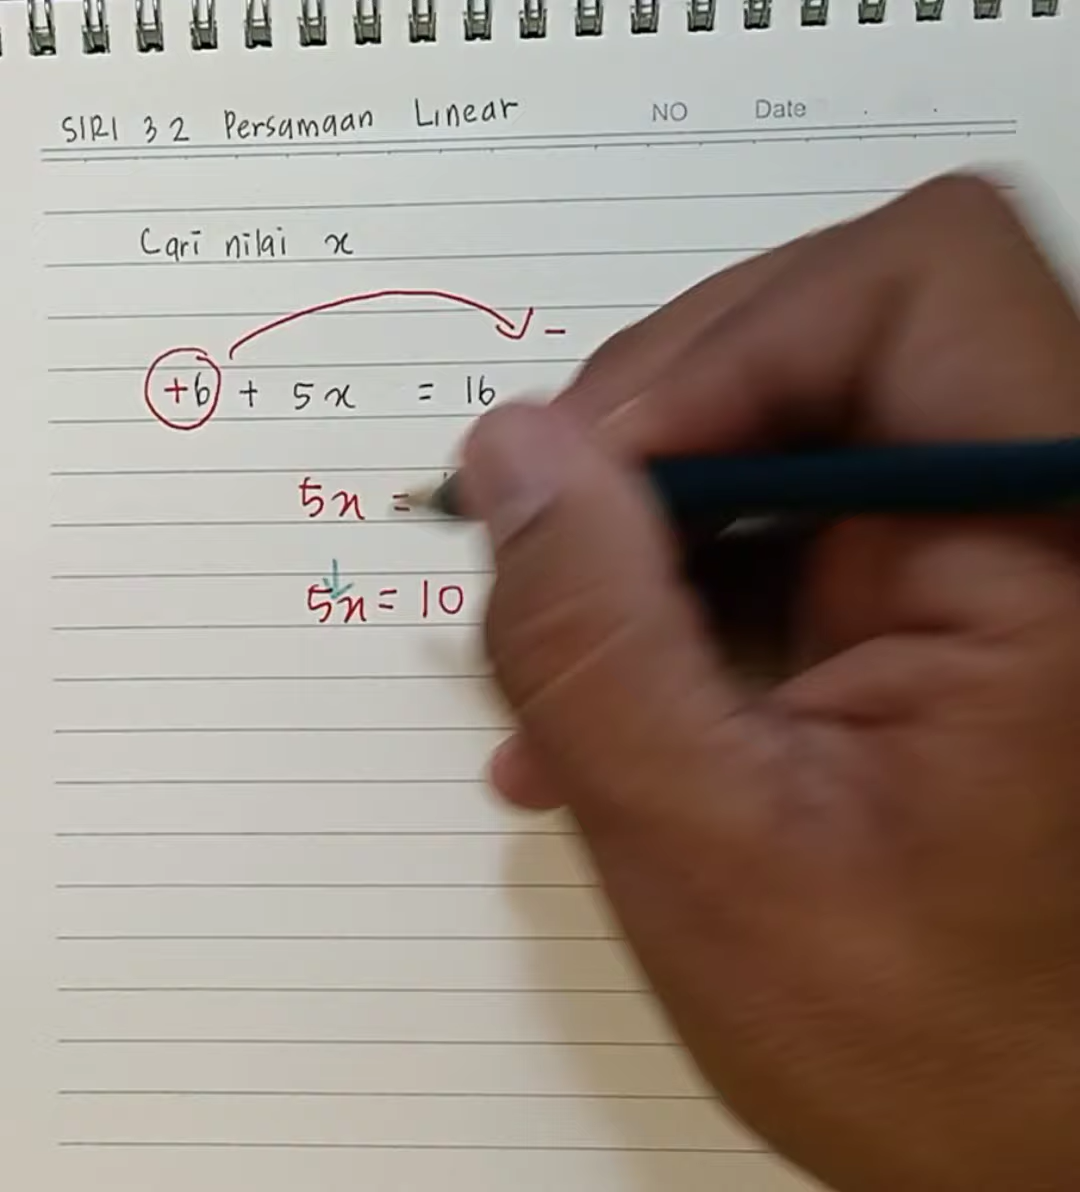 SIRI 32 Persamaan Linear NO Date
Cari nilai x
-
+6 + 5x = 16
5x =
5x = 10